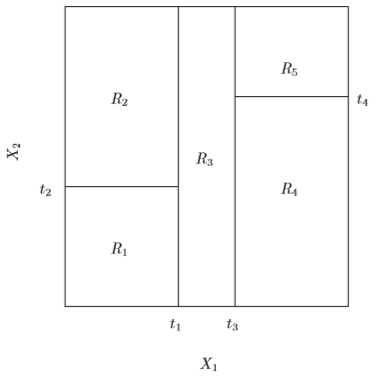 R₅
R₂
t₄
X₂
R₃
t₂
R₄
R₁
t₁ t₃
X₁